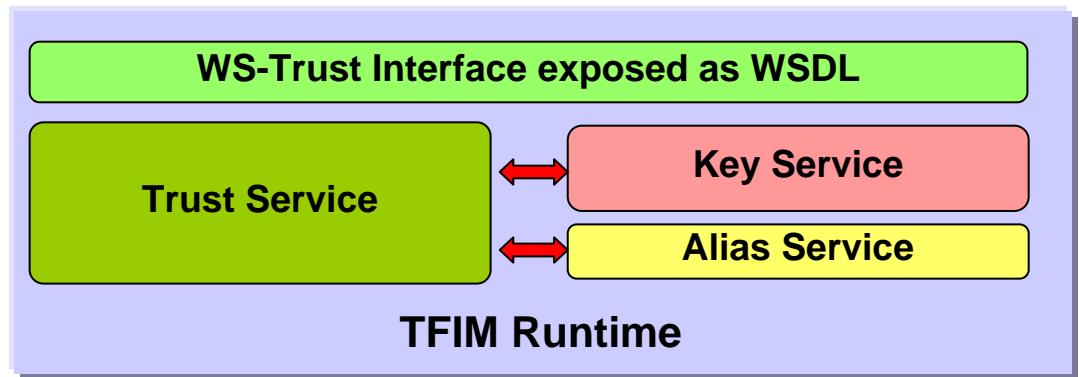 WS-Trust Interface exposed as WSDL
Trust Service
Key Service
Alias Service
TFIM Runtime